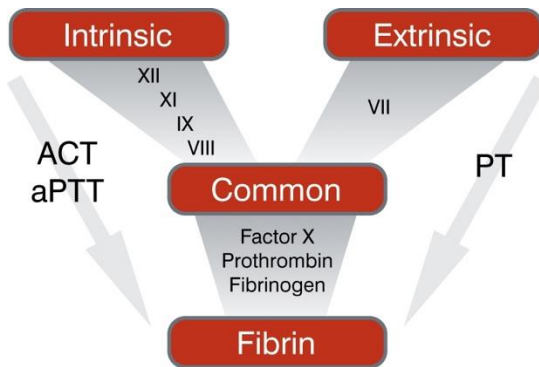 Intrinsic
Extrinsic
XII
XI
IX
VIII
VII
ACT
aPTT
PT
Common
Factor X
Prothrombin
Fibrinogen
Fibrin